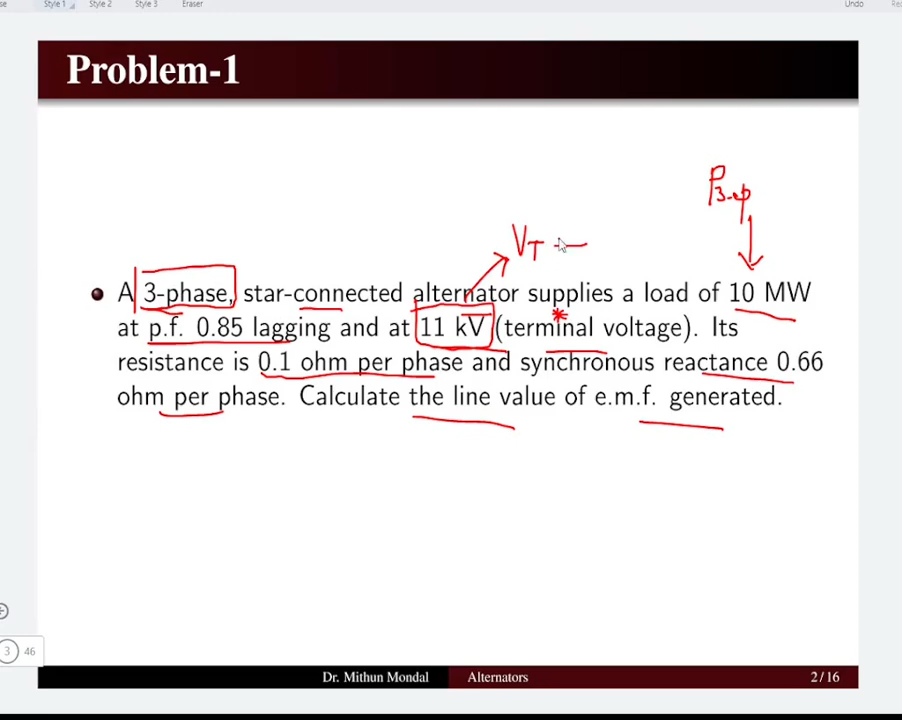 Style 1 Style 2 Style 3 Eraser Undo
Problem-1
P3-φ
VT
A 3-phase, star-connected alternator supplies a load of 10 MW
at p.f. 0.85 lagging and at 11 kV (terminal voltage). Its
resistance is 0.1 ohm per phase and synchronous reactance 0.66
ohm per phase. Calculate the line value of e.m.f. generated.
3 46
Dr. Mithun Mondal Alternators 2 / 16